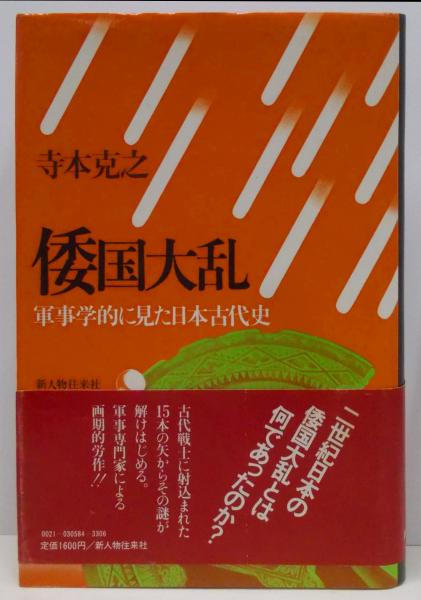 寺本克之
倭国大乱
軍事学的に見た日本古代史
新人物往来社
二世紀日本の
倭国大乱とは
何であったのか?
古代戦士に射込まれた
15本の矢からその謎が
解けはじめる。
軍事専門家による
画期的労作!!
0021-030584-3306
定価1600円/新人物往来社